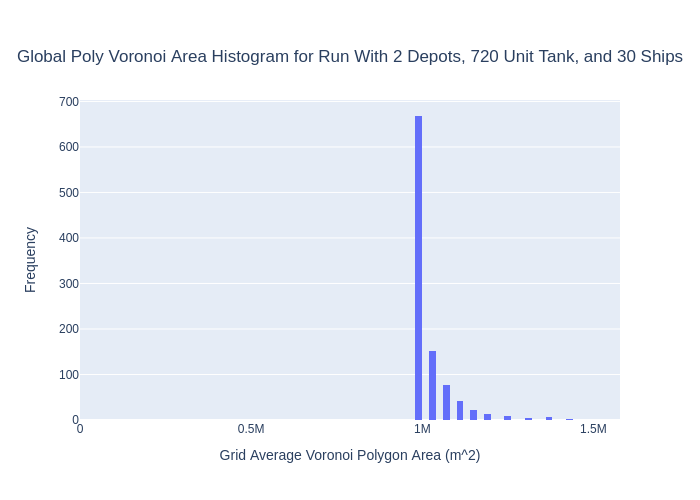 Global Poly Voronoi Area Histogram for Run With 2 Depots, 720 Unit Tank, and 30 Ships
700
600
500
400
300
200
100
0
Frequency
0
0.5M
1M
1.5M
Grid Average Voronoi Polygon Area (m^2)